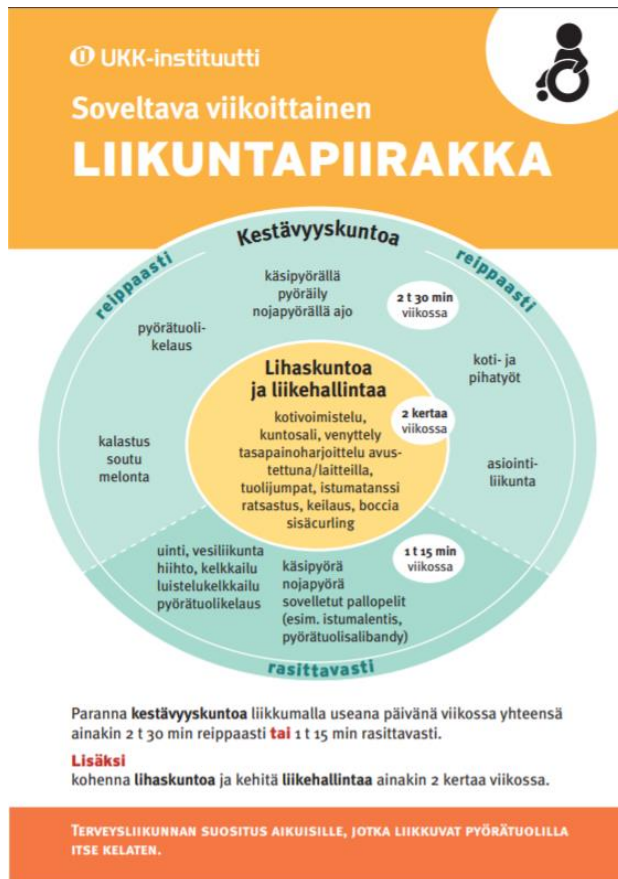 UKK-instituutti
Soveltava viikoittainen
LIIKUNTAPIIRAKKA
Kestävyyskuntoa
reippaasti
reippaasti
käsipyörällä
pyöräily
nojapyörällä ajo
2 t 30 min
viikossa
pyörätuoli-
kelaus
koti- ja
pihatyöt
Lihaskuntoa
ja liikehallintaa
kotivoimistelu,
kuntosali, venyttely
tasapainoharjoittelu avus-
tettuna/laitteilla,
tuolijumpat, istumatanssi
ratsastus, keilaus, boccia
sisäcurling
2 kertaa
viikossa
kalastus
soutu
melonta
asiointi-
liikunta
uinti, vesiliikunta
hiihto, kelkkailu
luistelukelkkailu
pyörätuolikelaus
käsipyörä
nojapyörä
sovelletut pallopelit
(esim. istumalentis,
pyörätuolisalibandy)
1 t 15 min
viikossa
rasittavasti
Paranna kestävyyskuntoa liikkumalla useana päivänä viikossa yhteensä
ainakin 2 t 30 min reippaasti tai 1 t 15 min rasittavasti.
Lisäksi
kohenna lihaskuntoa ja kehitä liikehallintaa ainakin 2 kertaa viikossa.
TERVEYSLIIKUNNAN SUOSITUS AIKUISILLE, JOTKA LIIKKUVAT PYÖRÄTUOLILLA
ITSE KELATEN.